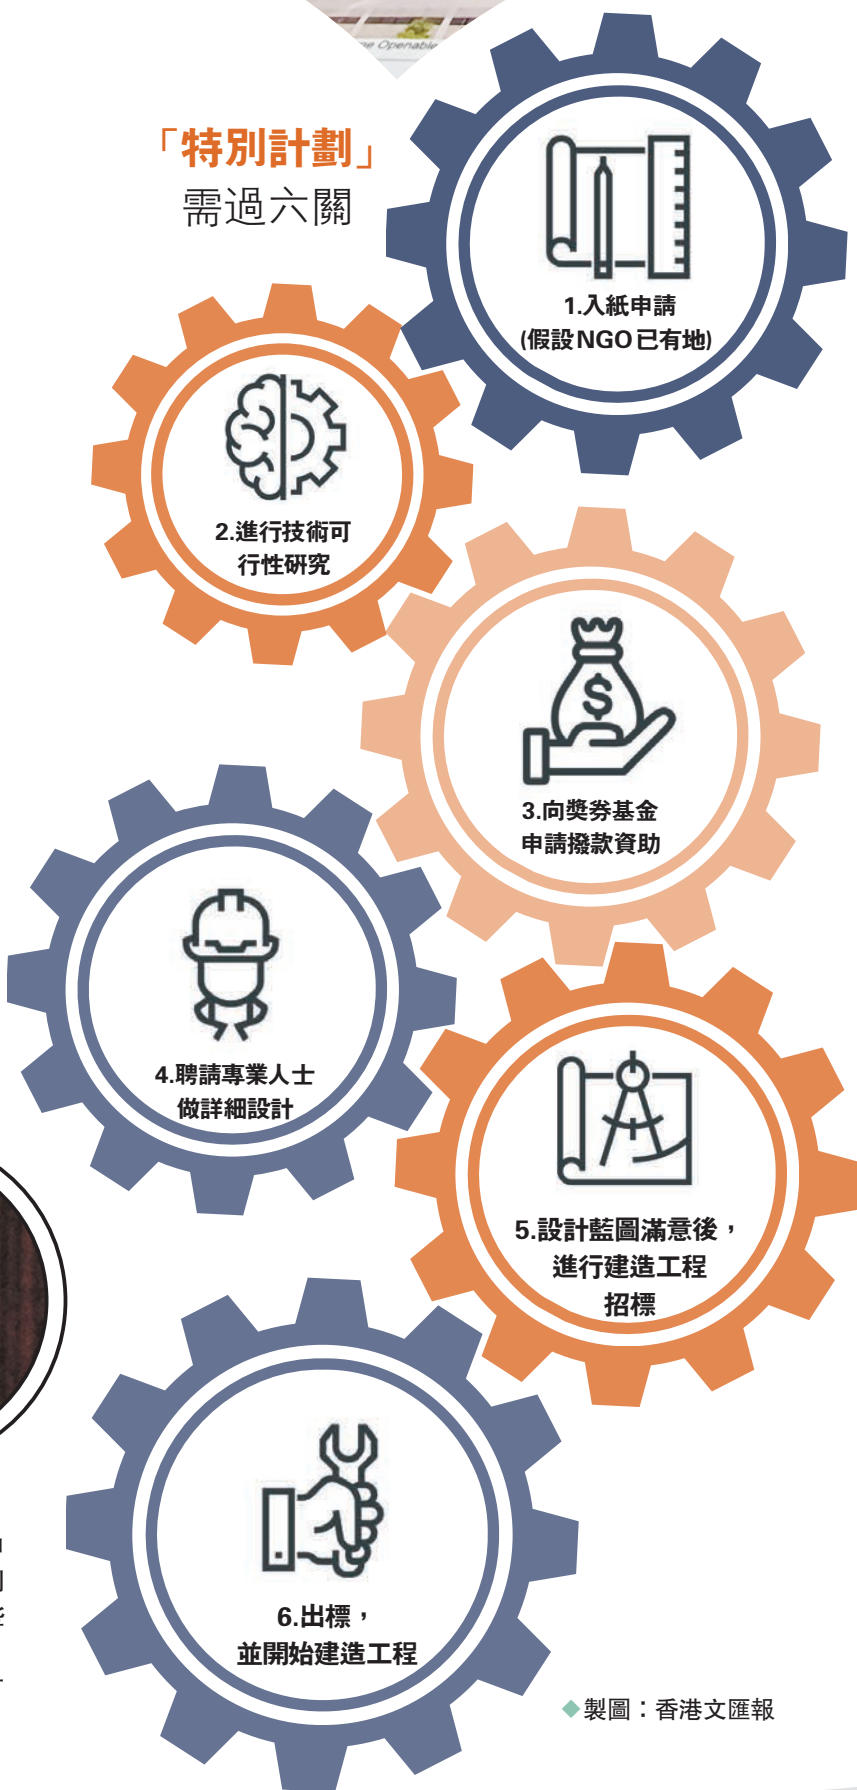 e Openable
「特別計劃」
需過六關
1.入紙申請
(假設NGO已有地)
2.進行技術可
行性研究
3.向獎券基金
申請撥款資助
4.聘請專業人士
做詳細設計
5.設計藍圖滿意後，
進行建造工程
招標
6.出標，
並開始建造工程
◆製圖：香港文匯報